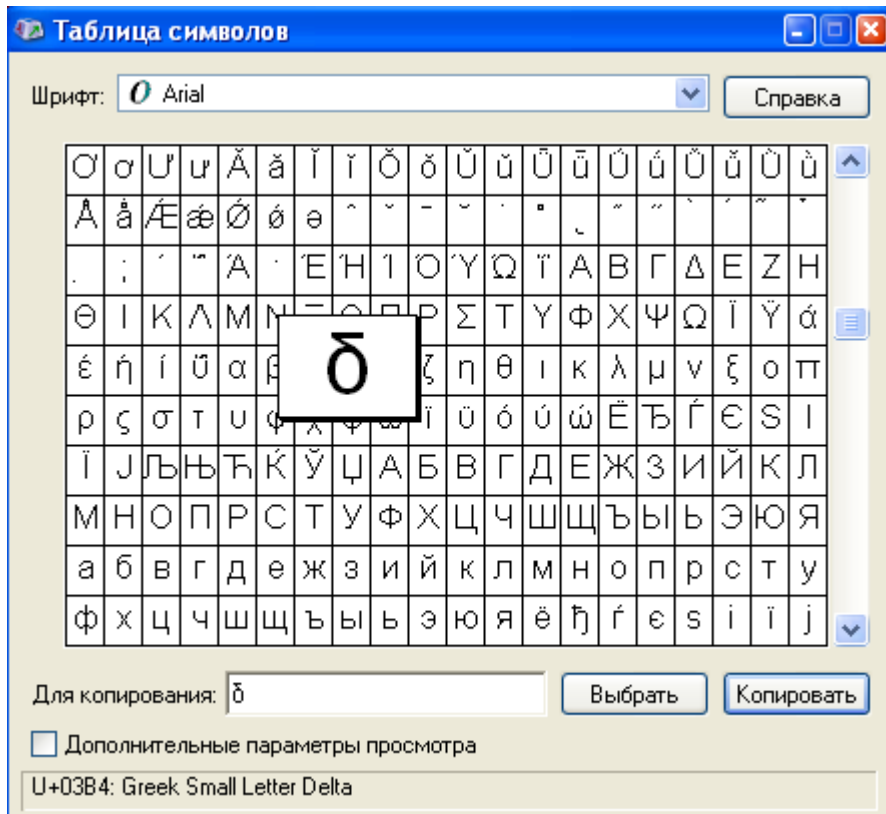 Таблица символов
Шрифт: O Arial Справка
Ơ ơ Ư ư Ǎ ǎ Ǐ ǐ Ǒ ǒ Ǔ ǔ Ǖ ǖ Ǘ ǘ Ǚ ǚ Ǜ ǜ
Ǻ ǻ Ǽ ǽ Ǿ ǿ ə ˆ ˇ ˉ ˘ ˙ ˚ ˛ ˝
; ΄ ΅ Ά · Έ Ή Ί Ό Ύ Ώ ΐ Α Β Γ Δ Ε Ζ Η
Θ Ι Κ Λ Μ Ν Ρ Σ Τ Υ Φ Χ Ψ Ω Ϊ Ϋ ά
έ ή ί ΰ α β δ ζ η θ ι κ λ μ ν ξ ο π
ρ ς σ τ υ φ χ ψ ω ϊ ϋ ό ύ ώ Ё Ђ Ѓ Є Ѕ І
Ї Ј Љ Њ Ћ Ќ Ў Џ А Б В Г Д Е Ж З И Й К Л
М Н О П Р С Т У Ф Х Ц Ч Ш Щ Ъ Ы Ь Э Ю Я
а б в г д е ж з и й к л м н о п р с т у
ф х ц ч ш щ ъ ы ь э ю я ё ђ ѓ є ѕ і ї ј
Для копирования: δ Выбрать Копировать
Дополнительные параметры просмотра
U+03B4: Greek Small Letter Delta